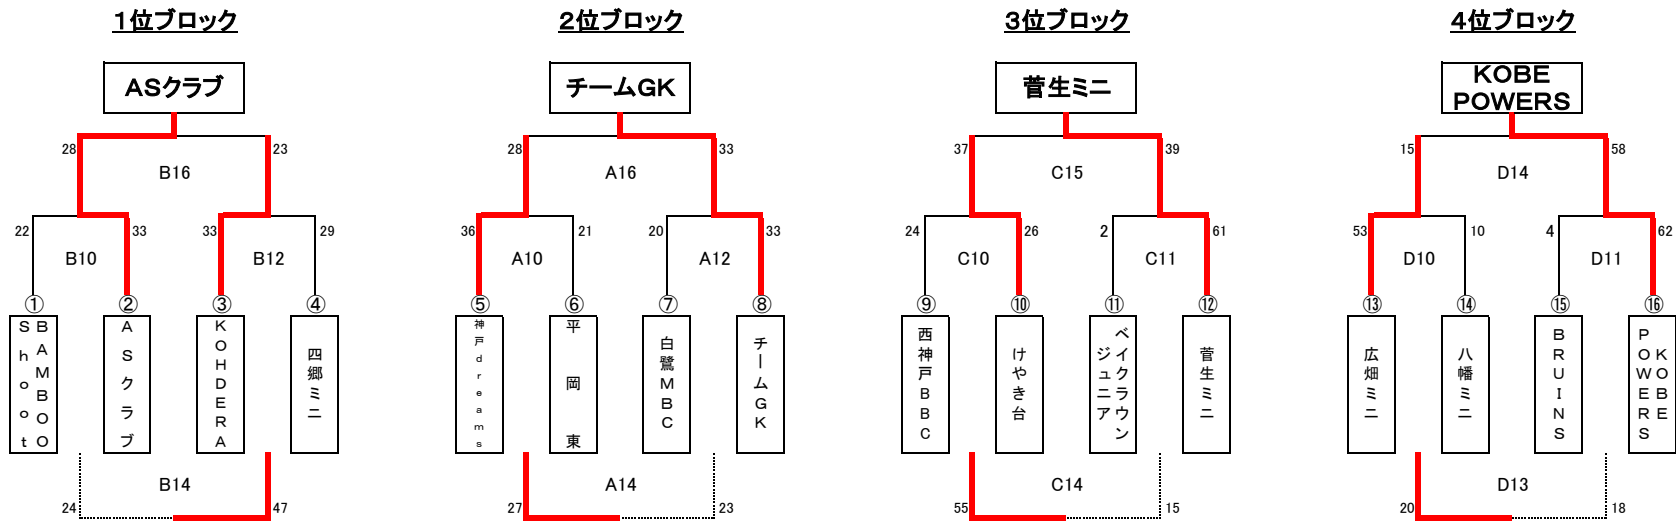 １位ブロック
２位ブロック
３位ブロック
４位ブロック
ASクラブ
チームGK
菅生ミニ
KOBE
POWERS
28
23
28
33
37
39
15
58
B16
A16
C15
D14
22
33
33
29
36
21
20
33
24
26
2
61
53
10
4
62
B10
B12
A10
A12
C10
C11
D10
D11
①
②
③
④
⑤
⑥
⑦
⑧
⑨
⑩
⑪
⑫
⑬
⑭
⑮
⑯
BAMBOO
Shoot
ASクラブ
KOHDERA
四郷ミニ
神戸dreams
平岡東
白鷺MBC
チームGK
西神戸BBC
けやき台
ベイクラウン
ジュニア
菅生ミニ
広畑ミニ
八幡ミニ
BRUINS
KOBE
POWERS
B14
A14
C14
D13
24
47
27
23
55
15
20
18